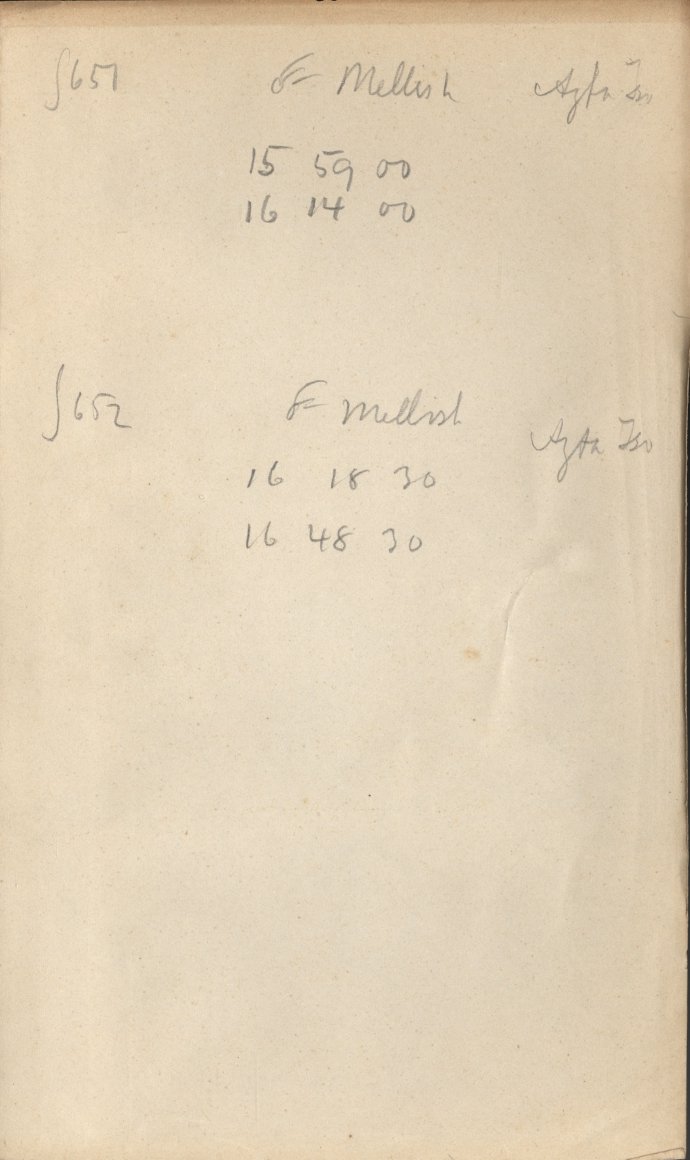 ∫651 ☌ Mellish Agfa Iso
15 59 00
16 14 00
∫652 ☌ Mellish Agfa Iso
16 18 30
16 48 30